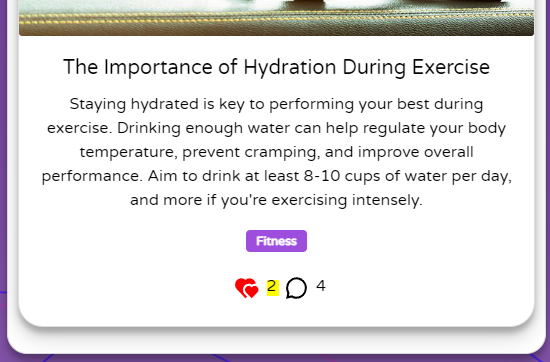 The Importance of Hydration During Exercise
Staying hydrated is key to performing your best during
exercise. Drinking enough water can help regulate your body
temperature, prevent cramping, and improve overall
performance. Aim to drink at least 8-10 cups of water per day,
and more if you're exercising intensely.
Fitness
2 4